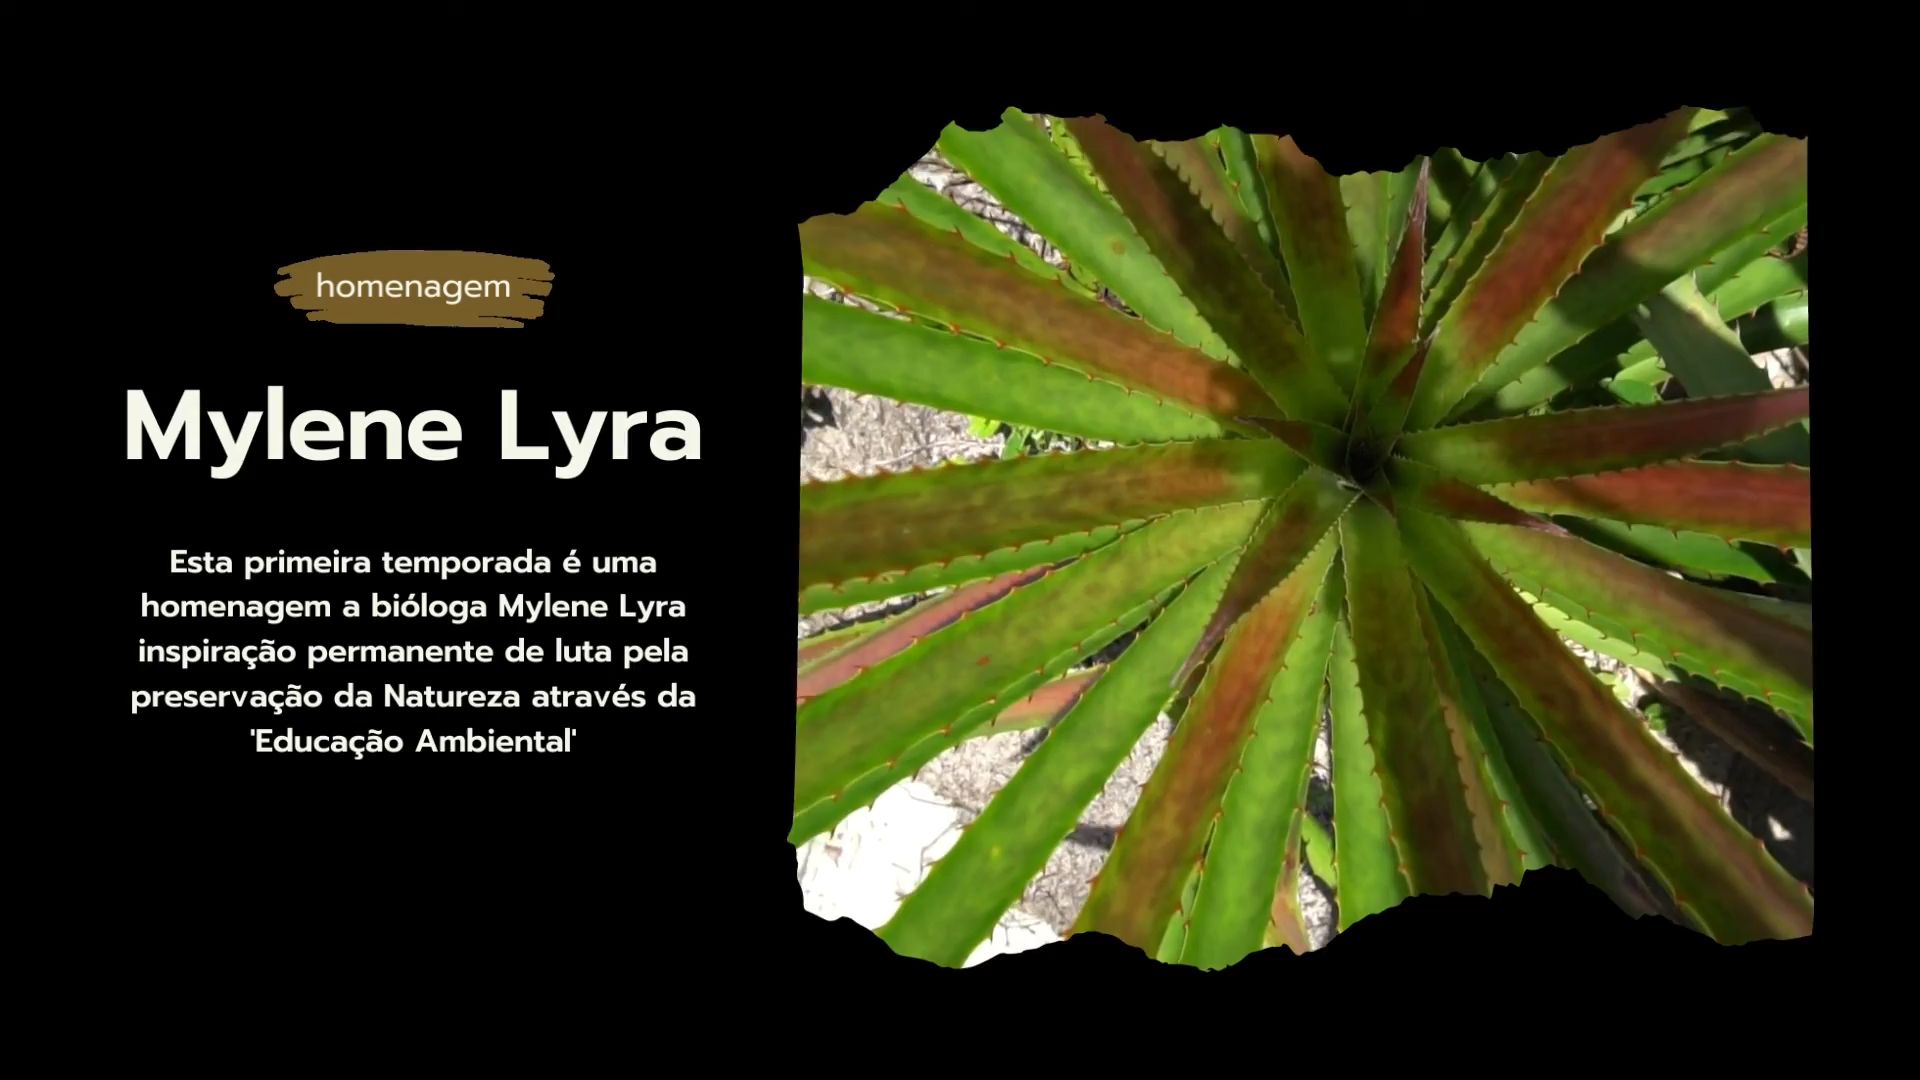 homenagem
Mylene Lyra
Esta primeira temporada é uma
homenagem a bióloga Mylene Lyra
inspiração permanente de luta pela
preservação da Natureza através da
'Educação Ambiental'